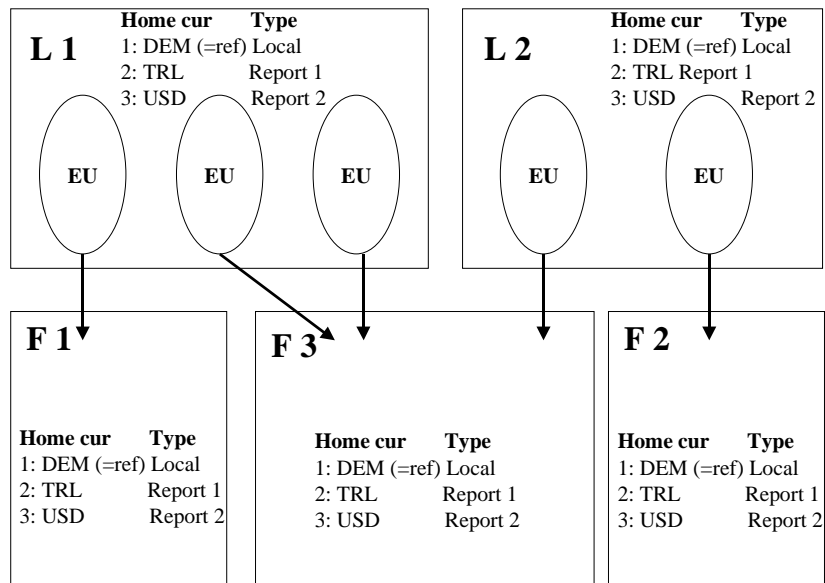 L 1
Home cur Type
1: DEM (=ref) Local
2: TRL Report 1
3: USD Report 2
EU EU EU
L 2
Home cur Type
1: DEM (=ref) Local
2: TRL Report 1
3: USD Report 2
EU EU
F 1
Home cur Type
1: DEM (=ref) Local
2: TRL Report 1
3: USD Report 2
F 3
Home cur Type
1: DEM (=ref) Local
2: TRL Report 1
3: USD Report 2
F 2
Home cur Type
1: DEM (=ref) Local
2: TRL Report 1
3: USD Report 2